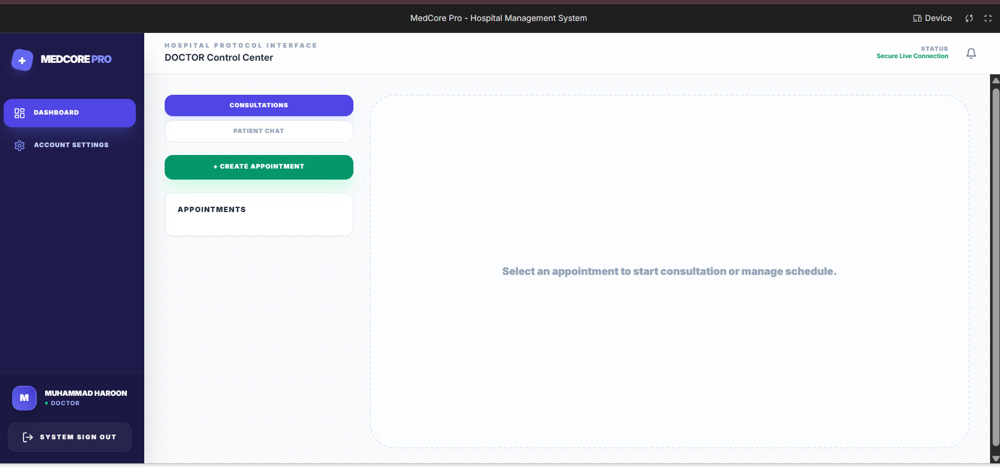 MedCore Pro - Hospital Management System
Device
MEDCORE PRO
DASHBOARD
ACCOUNT SETTINGS
MUHAMMAD HAROON
DOCTOR
SYSTEM SIGN OUT
HOSPITAL PROTOCOL INTERFACE
DOCTOR Control Center
STATUS
Secure Live Connection
CONSULTATIONS
PATIENT CHAT
+ CREATE APPOINTMENT
APPOINTMENTS
Select an appointment to start consultation or manage schedule.
M